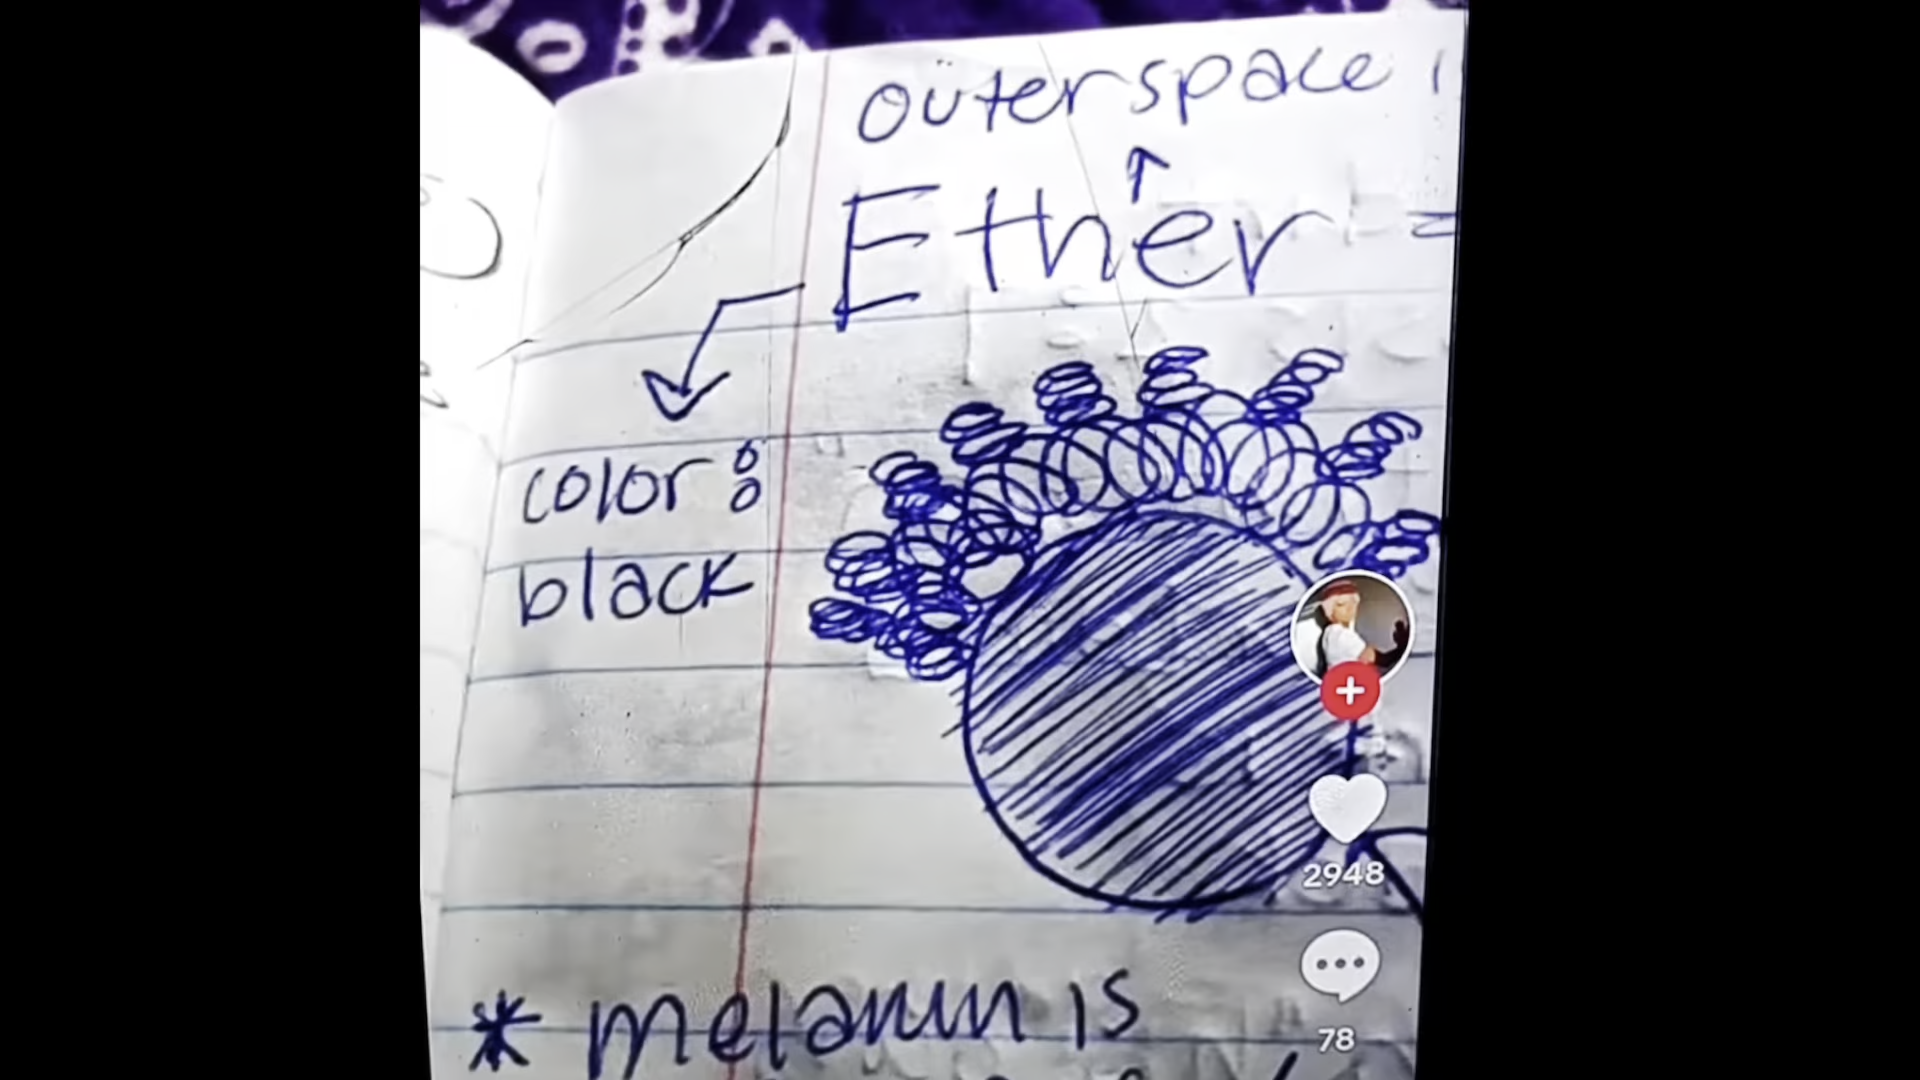 outerspace
Ether =
color:
black
* melanin is
2948
78